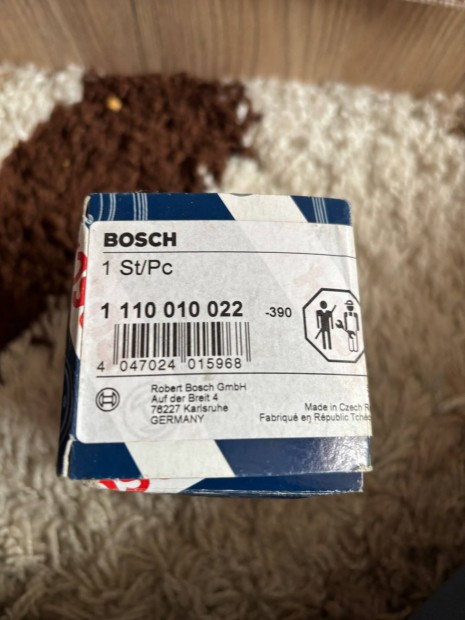 BOSCH
1 St/Pc
1 110 010 022 -390
4 047024 015968
Robert Bosch GmbH
Auf der Breit 4
76227 Karlsruhe
GERMANY
Made in Czech R
Fabriqué en Républic Tchéq